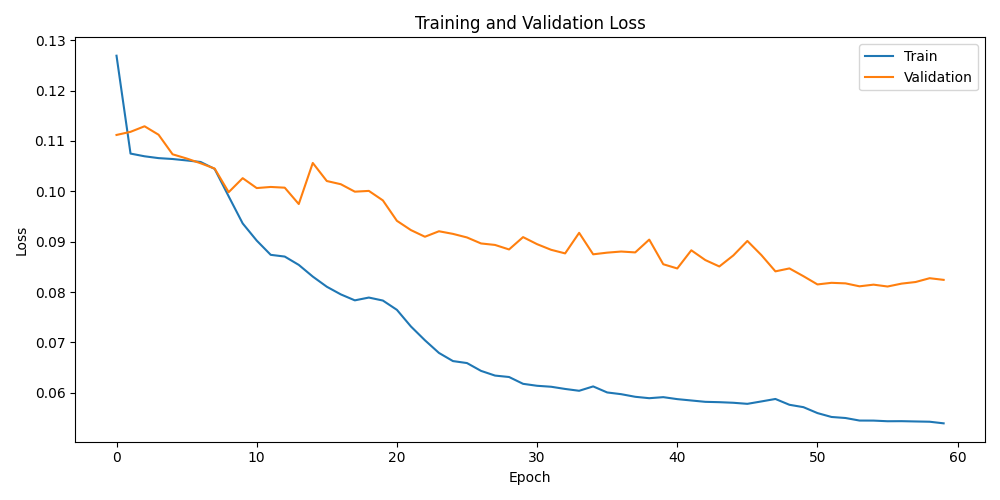 Training and Validation Loss
Train
Validation
0.13
0.12
0.11
0.10
0.09
0.08
0.07
0.06
Loss
0 10 20 30 40 50 60
Epoch